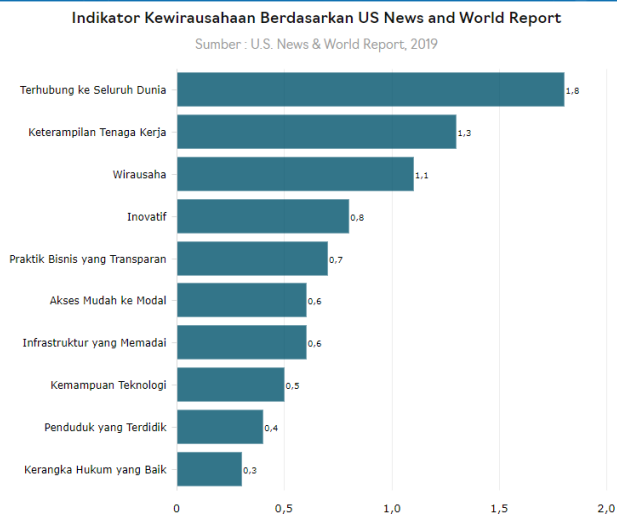 Indikator Kewirausahaan Berdasarkan US News and World Report
Sumber : U.S. News & World Report, 2019
Terhubung ke Seluruh Dunia 1,8
Keterampilan Tenaga Kerja 1,3
Wirausaha 1,1
Inovatif 0,8
Praktik Bisnis yang Transparan 0,7
Akses Mudah ke Modal 0,6
Infrastruktur yang Memadai 0,6
Kemampuan Teknologi 0,5
Penduduk yang Terdidik 0,4
Kerangka Hukum yang Baik 0,3
0 0,5 1,0 1,5 2,0